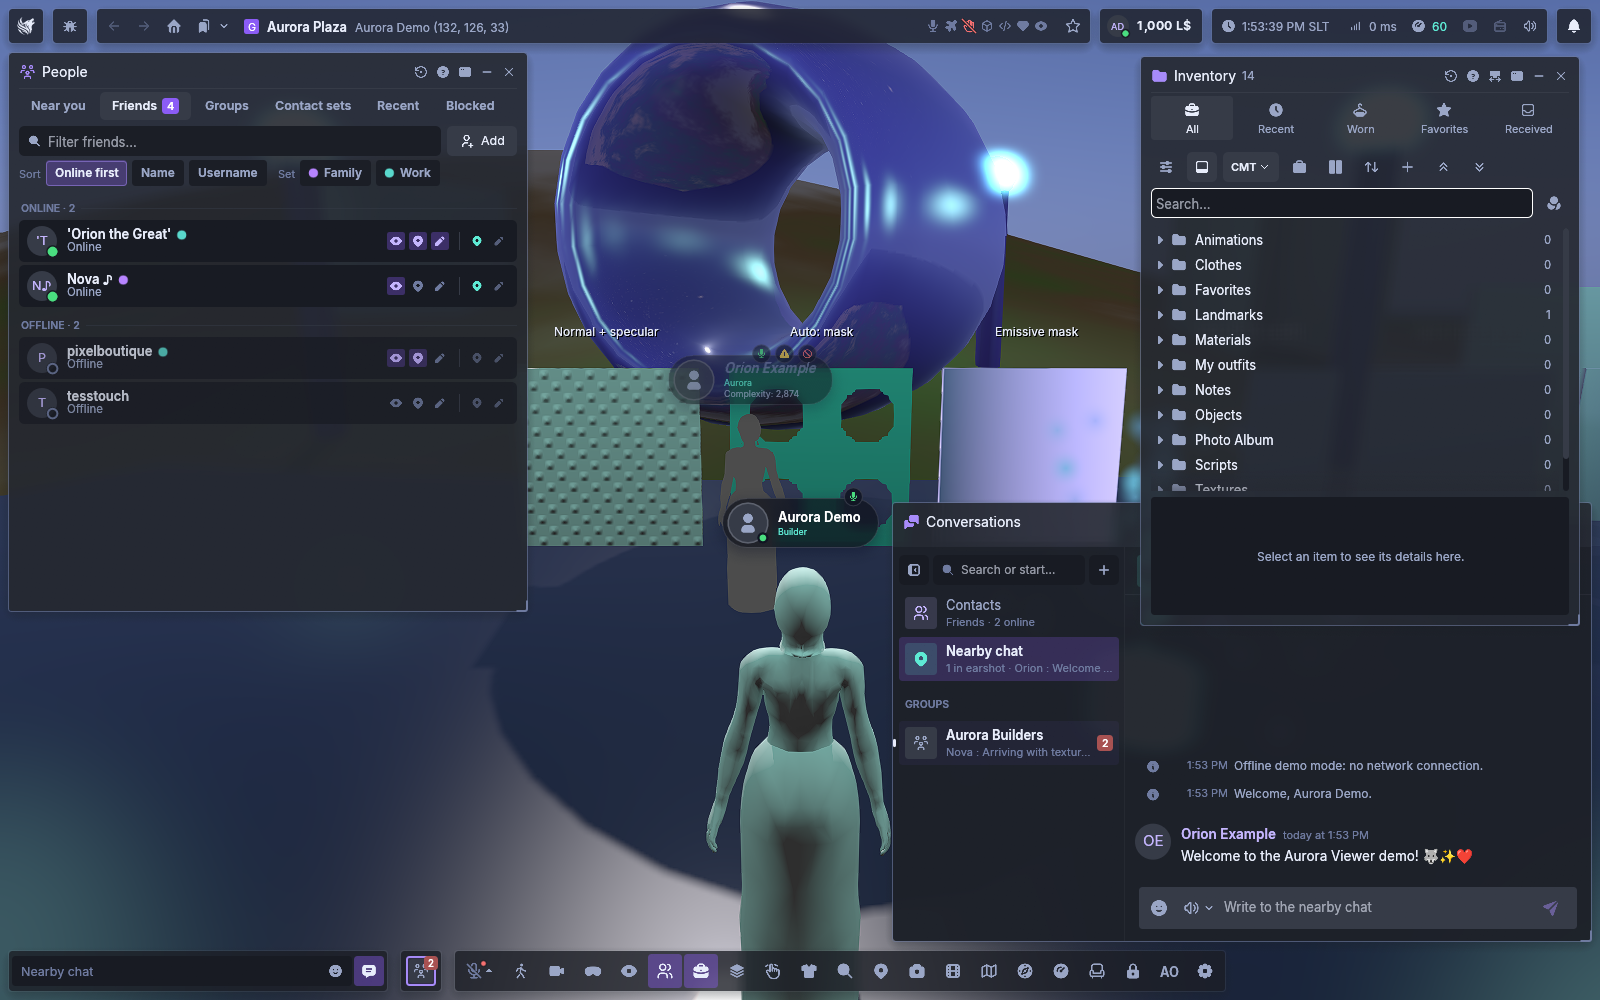 G Aurora Plaza Aurora Demo (132, 126, 33)
AD 1,000 L$
1:53:39 PM SLT 0 ms 60
People
Near you Friends 4 Groups Contact sets Recent Blocked
Filter friends... Add
Sort Online first Name Username Set Family Work
ONLINE · 2
'T 'Orion the Great'
Online
N♪ Nova ♪
Online
OFFLINE · 2
P pixelboutique
Offline
T tesstouch
Offline
Normal + specular Auto: mask Emissive mask
Orion Example
Aurora
Complexity: 2,874
Aurora Demo
Builder
Inventory 14
All Recent Worn Favorites Received
CMT
Search...
Animations 0
Clothes 0
Favorites 0
Landmarks 1
Materials 0
My outfits 0
Notes 0
Objects 0
Photo Album 0
Scripts 0
Textures 0
Select an item to see its details here.
Conversations
Search or start...
Contacts
Friends · 2 online
Nearby chat
1 in earshot · Orion : Welcome ...
GROUPS
Aurora Builders 2
Nova : Arriving with textur...
1:53 PM Offline demo mode: no network connection.
1:53 PM Welcome, Aurora Demo.
OE Orion Example today at 1:53 PM
Welcome to the Aurora Viewer demo! 🐺✨❤️
Write to the nearby chat
Nearby chat
2
AO